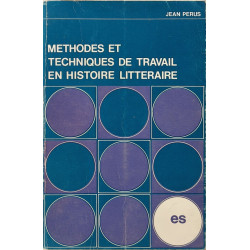 JEAN PERUS
METHODES ET
TECHNIQUES DE TRAVAIL
EN HISTOIRE LITTERAIRE
es